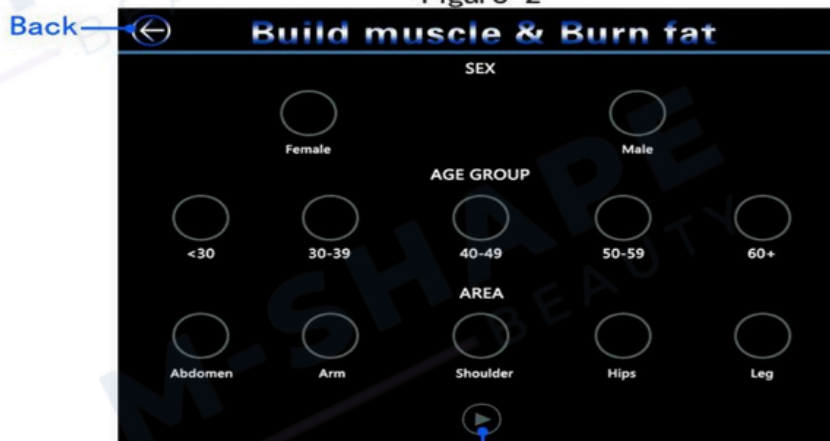 Figure 2
Back
Build muscle & Burn fat
SEX
Female Male
AGE GROUP
<30 30-39 40-49 50-59 60+
AREA
Abdomen Arm Shoulder Hips Leg
M-SHAPE
BEAUTY